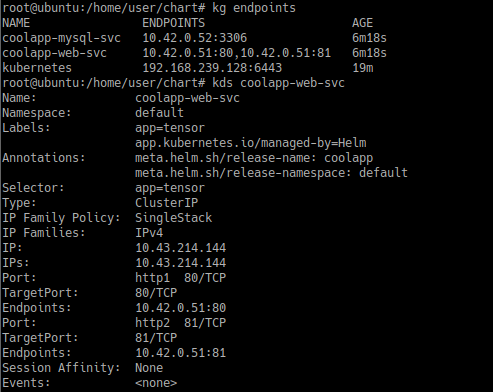 root@ubuntu:/home/user/chart# kg endpoints
NAME                ENDPOINTS                       AGE
coolapp-mysql-svc   10.42.0.52:3306                 6m18s
coolapp-web-svc     10.42.0.51:80,10.42.0.51:81     6m18s
kubernetes          192.168.239.128:6443            19m
root@ubuntu:/home/user/chart# kds coolapp-web-svc
Name:              coolapp-web-svc
Namespace:         default
Labels:            app=tensor
                   app.kubernetes.io/managed-by=Helm
Annotations:       meta.helm.sh/release-name: coolapp
                   meta.helm.sh/release-namespace: default
Selector:          app=tensor
Type:              ClusterIP
IP Family Policy:  SingleStack
IP Families:       IPv4
IP:                10.43.214.144
IPs:               10.43.214.144
Port:              http1  80/TCP
TargetPort:        80/TCP
Endpoints:         10.42.0.51:80
Port:              http2  81/TCP
TargetPort:        81/TCP
Endpoints:         10.42.0.51:81
Session Affinity:  None
Events:            <none>